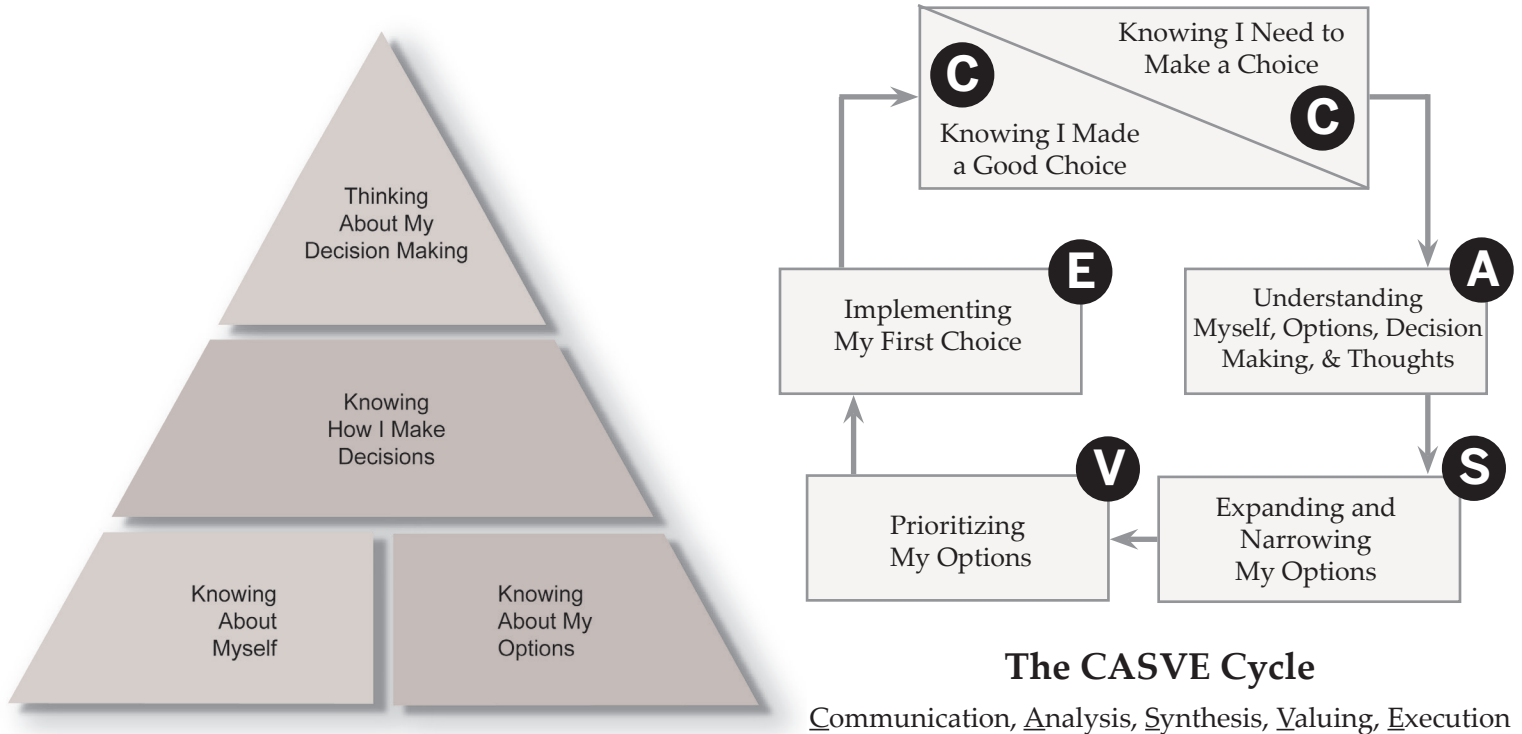 Thinking
About My
Decision Making
Knowing
How I Make
Decisions
Knowing
About
Myself
Knowing
About My
Options
Knowing I Need to
Make a Choice
C
C
Knowing I Made
a Good Choice
A
Understanding
Myself, Options, Decision
Making, & Thoughts
S
Expanding and
Narrowing
My Options
V
Prioritizing
My Options
E
Implementing
My First Choice
The CASVE Cycle
Communication, Analysis, Synthesis, Valuing, Execution